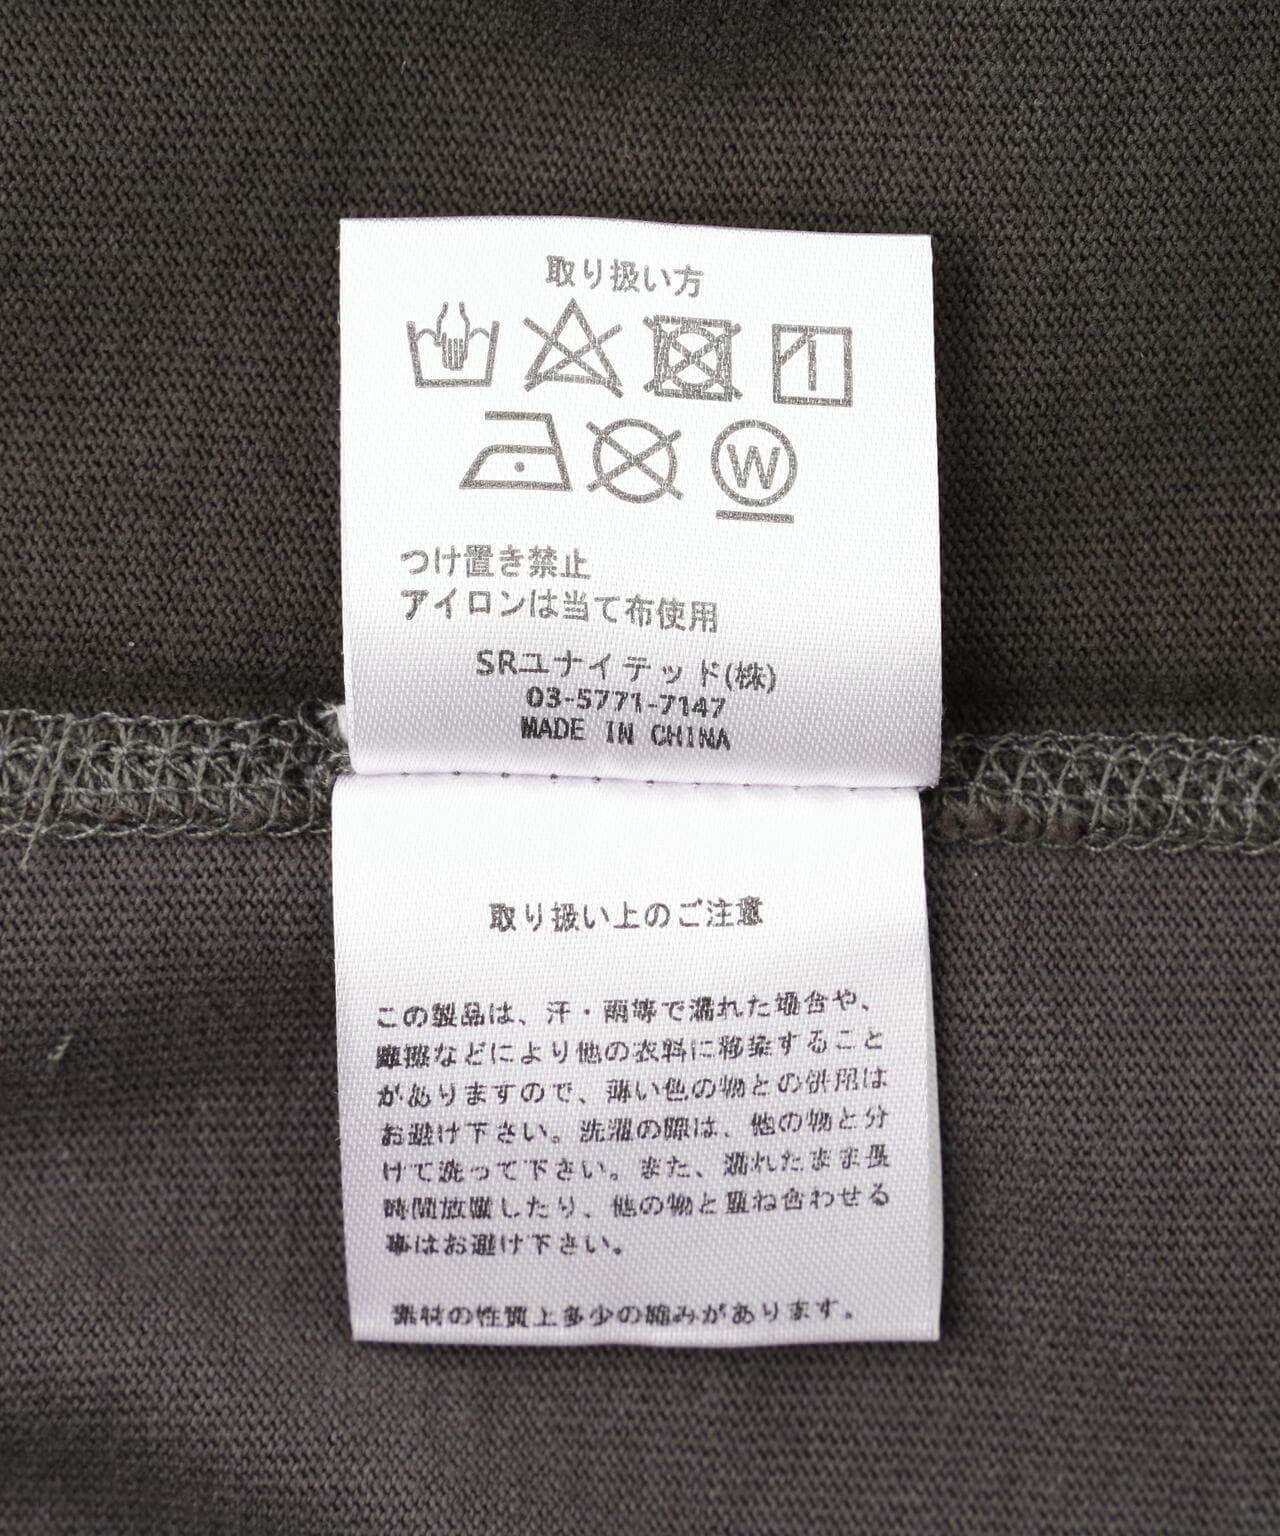 取り扱い方
W
つけ置き禁止
アイロンは当て布使用
SRユナイテッド(株)
03-5771-7147
MADE IN CHINA
取り扱い上のご注意
この製品は、汗・雨等で濡れた場合や、
摩擦などにより他の衣料に移染すること
がありますので、薄い色の物との併用は
お避け下さい。洗濯の際は、他の物と分
けて洗って下さい。また、濡れたまま長
時間放置したり、他の物と重ね合わせる
事はお避け下さい。
素材の性質上多少の縮みがあります。